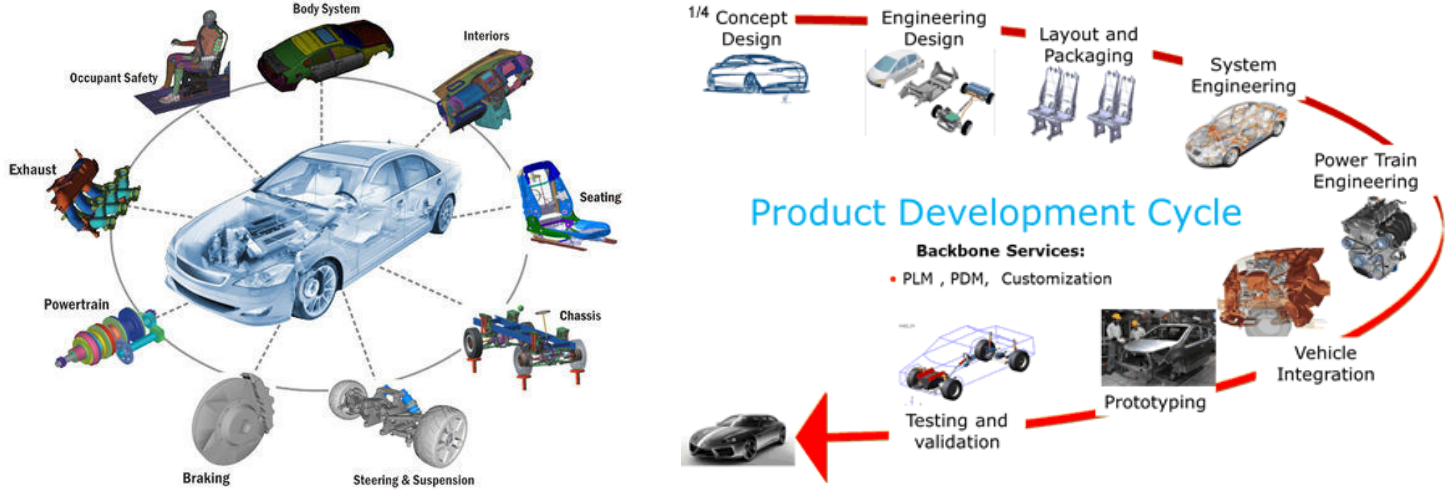 Body System
Interiors
Occupant Safety
Exhaust
Seating
Powertrain
Chassis
Braking
Steering & Suspension
1/4 Concept
Design
Engineering
Design
Layout and
Packaging
System
Engineering
Power Train
Engineering
Product Development Cycle
Backbone Services:
• PLM , PDM, Customization
Vehicle
Integration
Prototyping
Testing and
validation